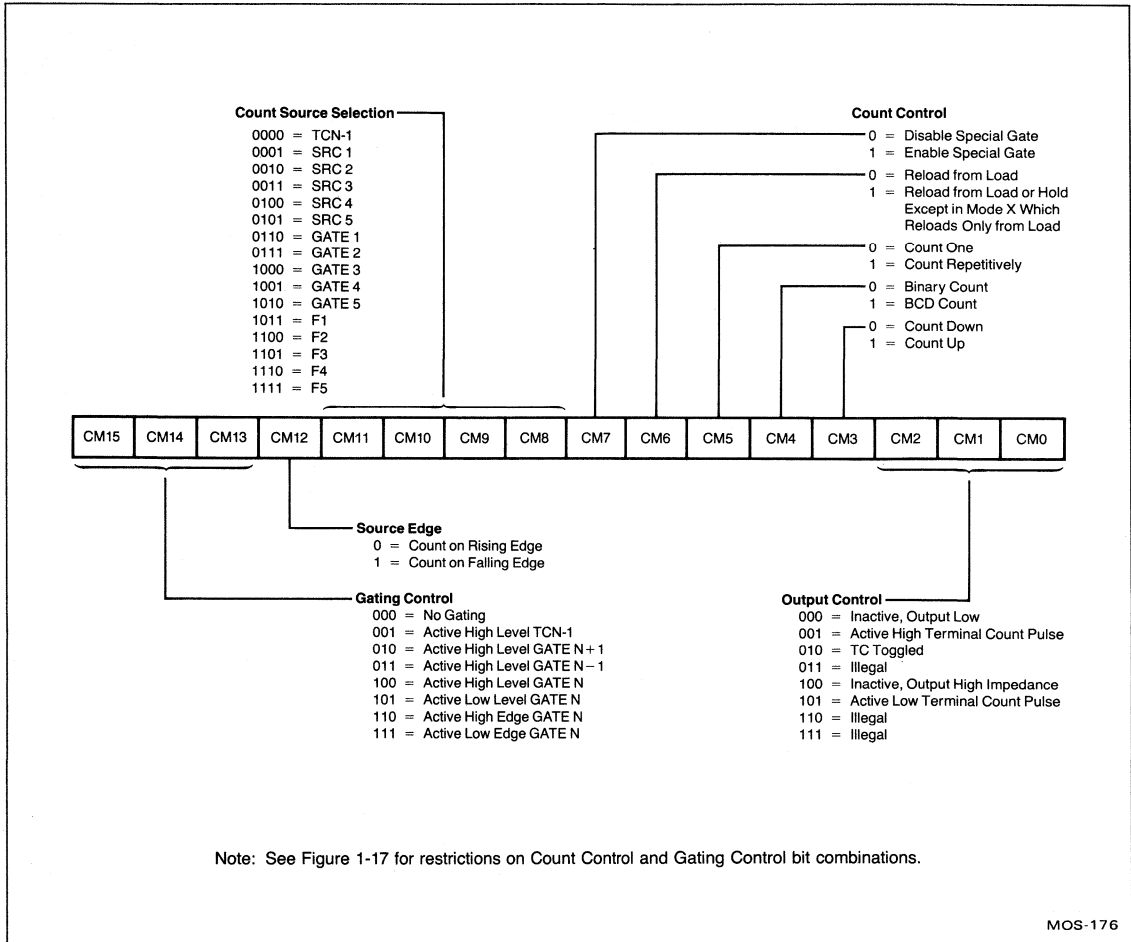 Count Source Selection
0000 = TCN-1
0001 = SRC 1
0010 = SRC 2
0011 = SRC 3
0100 = SRC 4
0101 = SRC 5
0110 = GATE 1
0111 = GATE 2
1000 = GATE 3
1001 = GATE 4
1010 = GATE 5
1011 = F1
1100 = F2
1101 = F3
1110 = F4
1111 = F5
Count Control
0 = Disable Special Gate
1 = Enable Special Gate
0 = Reload from Load
1 = Reload from Load or Hold
Except in Mode X Which
Reloads Only from Load
0 = Count One
1 = Count Repetitively
0 = Binary Count
1 = BCD Count
0 = Count Down
1 = Count Up
CM15 CM14 CM13 CM12 CM11 CM10 CM9 CM8 CM7 CM6 CM5 CM4 CM3 CM2 CM1 CM0
Source Edge
0 = Count on Rising Edge
1 = Count on Falling Edge
Gating Control
000 = No Gating
001 = Active High Level TCN-1
010 = Active High Level GATE N+1
011 = Active High Level GATE N−1
100 = Active High Level GATE N
101 = Active Low Level GATE N
110 = Active High Edge GATE N
111 = Active Low Edge GATE N
Output Control
000 = Inactive, Output Low
001 = Active High Terminal Count Pulse
010 = TC Toggled
011 = Illegal
100 = Inactive, Output High Impedance
101 = Active Low Terminal Count Pulse
110 = Illegal
111 = Illegal
Note: See Figure 1-17 for restrictions on Count Control and Gating Control bit combinations.
MOS-176